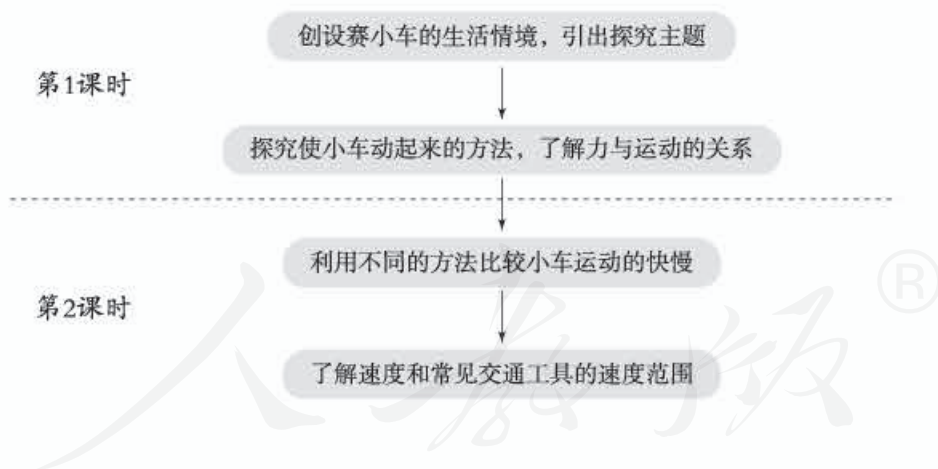 创设赛小车的生活情境，引出探究主题
第1课时
探究使小车动起来的方法，了解力与运动的关系
利用不同的方法比较小车运动的快慢
第2课时
了解速度和常见交通工具的速度范围
人教版®